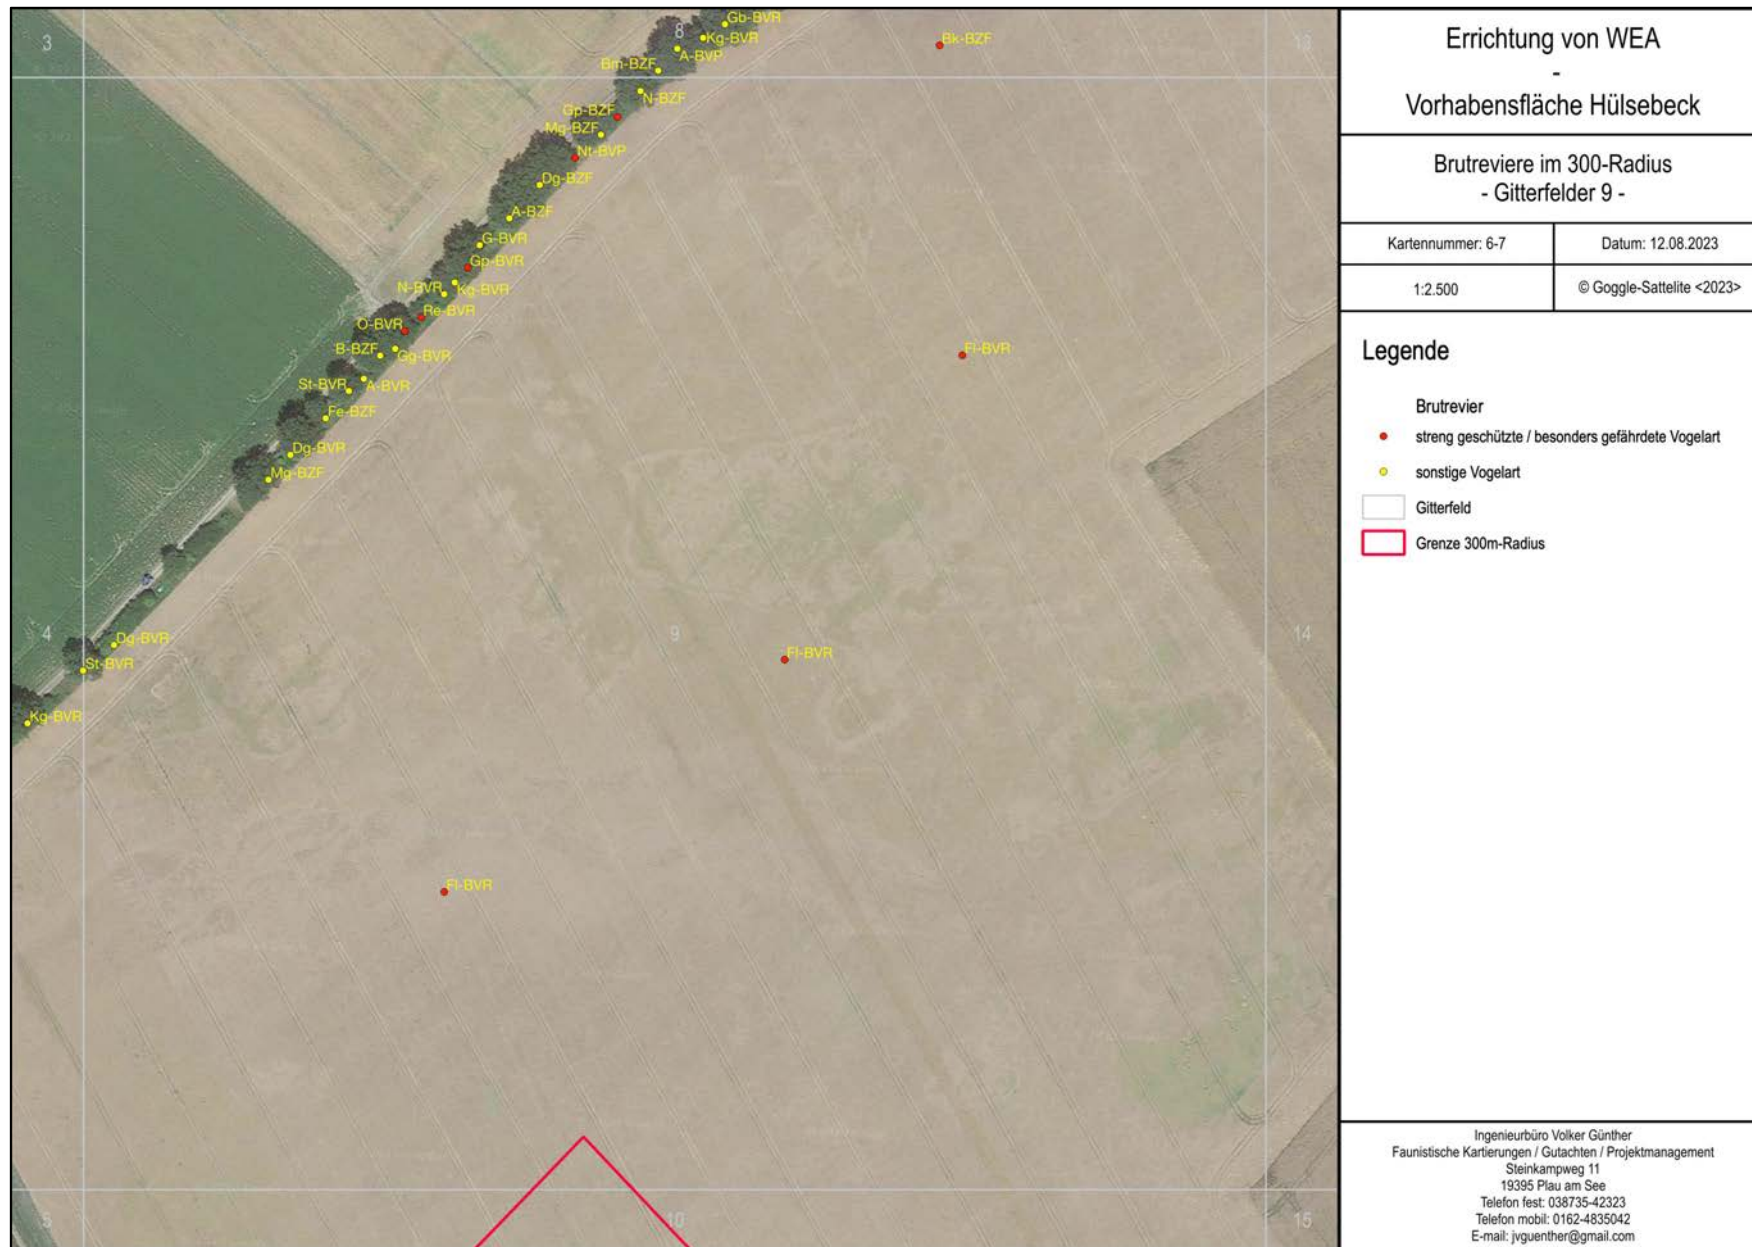 3
8
13
Gb-BVR
Kg-BVR
A-BVP
Bk-BZF
Bm-BZF
N-BZF
Gp-BZF
Mg-BZF
Nt-BVP
Dg-BZF
A-BZF
G-BVR
Gp-BVR
N-BVR
Kg-BVR
Re-BVR
O-BVR
B-BZF
Gg-BVR
Fl-BVR
St-BVR
A-BVR
Fe-BZF
Dg-BVR
Mg-BZF
4
9
14
Dg-BVR
Fl-BVR
St-BVR
Kg-BVR
Fl-BVR
5
10
15
Errichtung von WEA
-
Vorhabensfläche Hülsebeck
Brutreviere im 300-Radius
- Gitterfelder 9 -
Kartennummer: 6-7
Datum: 12.08.2023
1:2.500
© Goggle-Sattelite <2023>
Legende
Brutrevier
streng geschützte / besonders gefährdete Vogelart
sonstige Vogelart
Gitterfeld
Grenze 300m-Radius
Ingenieurbüro Volker Günther
Faunistische Kartierungen / Gutachten / Projektmanagement
Steinkampweg 11
19395 Plau am See
Telefon fest: 038735-42323
Telefon mobil: 0162-4835042
E-mail: jvguenther@gmail.com